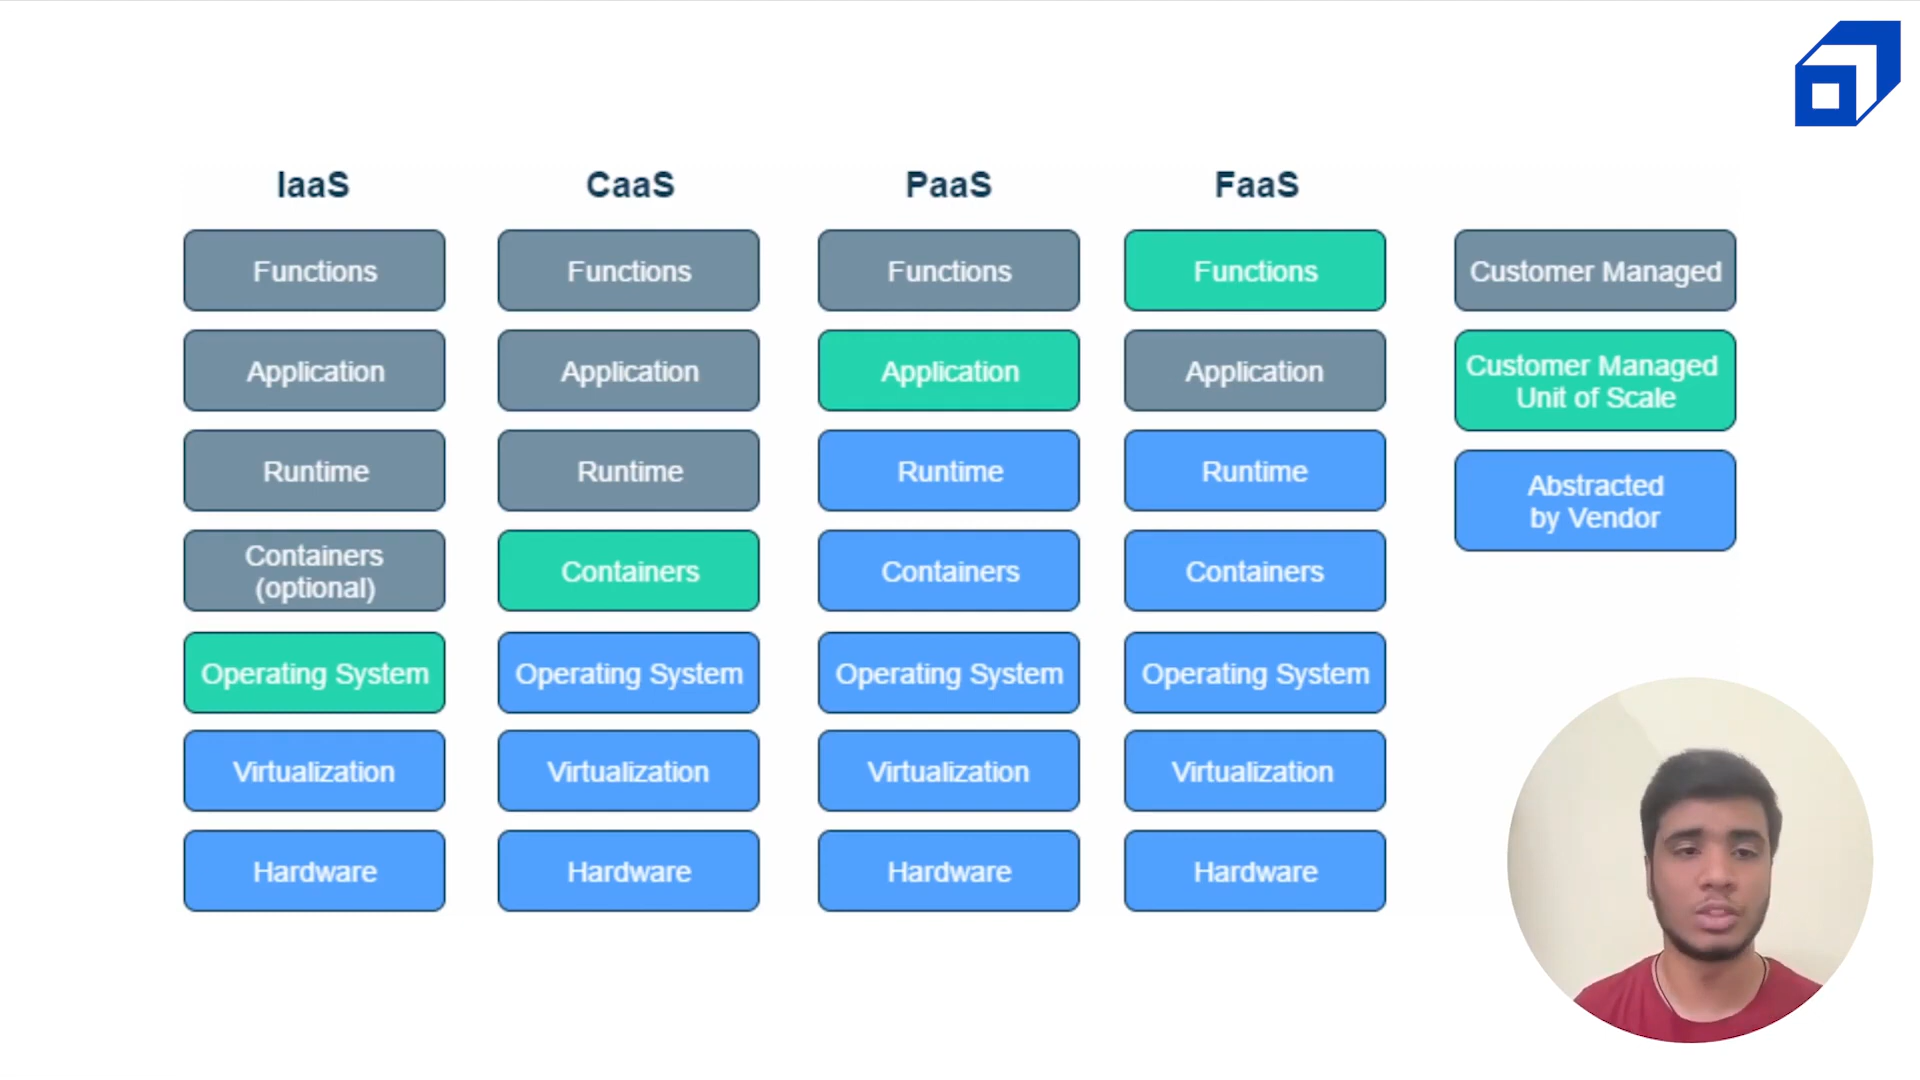 IaaS
CaaS
PaaS
FaaS
Functions
Functions
Functions
Functions
Customer Managed
Application
Application
Application
Application
Customer Managed
Unit of Scale
Runtime
Runtime
Runtime
Runtime
Abstracted
by Vendor
Containers
(optional)
Containers
Containers
Containers
Operating System
Operating System
Operating System
Operating System
Virtualization
Virtualization
Virtualization
Virtualization
Hardware
Hardware
Hardware
Hardware